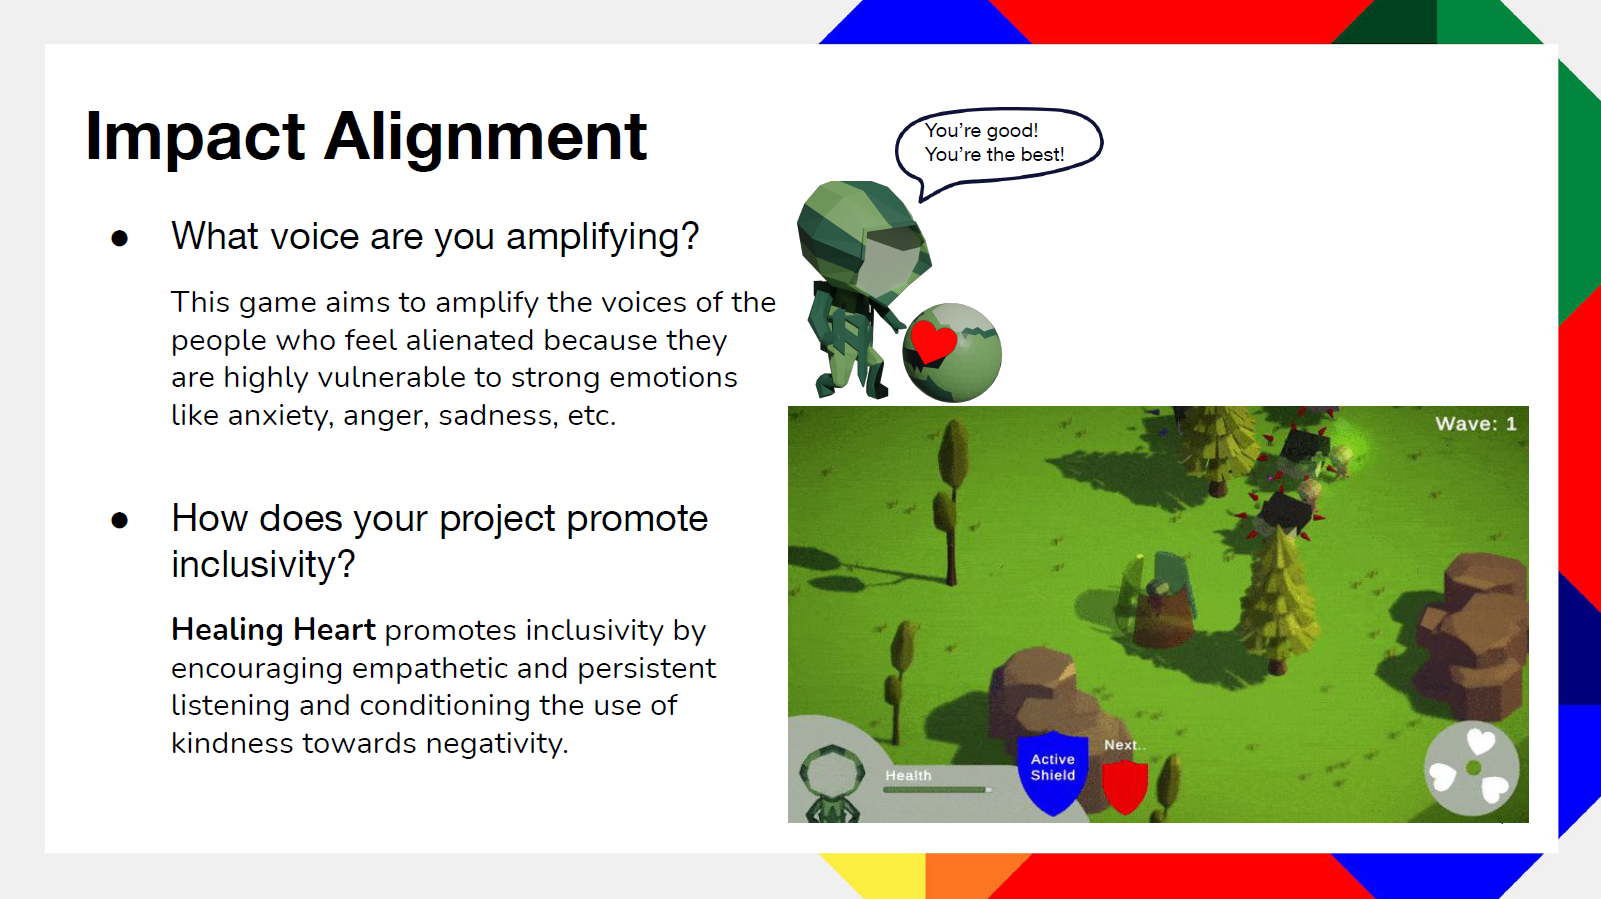 Impact Alignment
● What voice are you amplifying?
This game aims to amplify the voices of the
people who feel alienated because they
are highly vulnerable to strong emotions
like anxiety, anger, sadness, etc.
● How does your project promote
inclusivity?
Healing Heart promotes inclusivity by
encouraging empathetic and persistent
listening and conditioning the use of
kindness towards negativity.
You're good!
You're the best!
Wave: 1
Health
Active
Shield
Next..